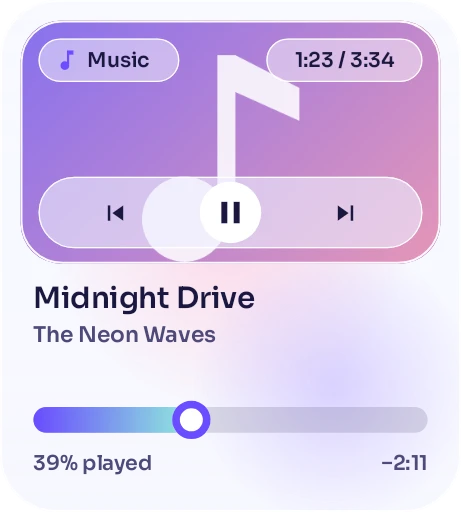 Music
1:23 / 3:34
Midnight Drive
The Neon Waves
39% played
−2:11